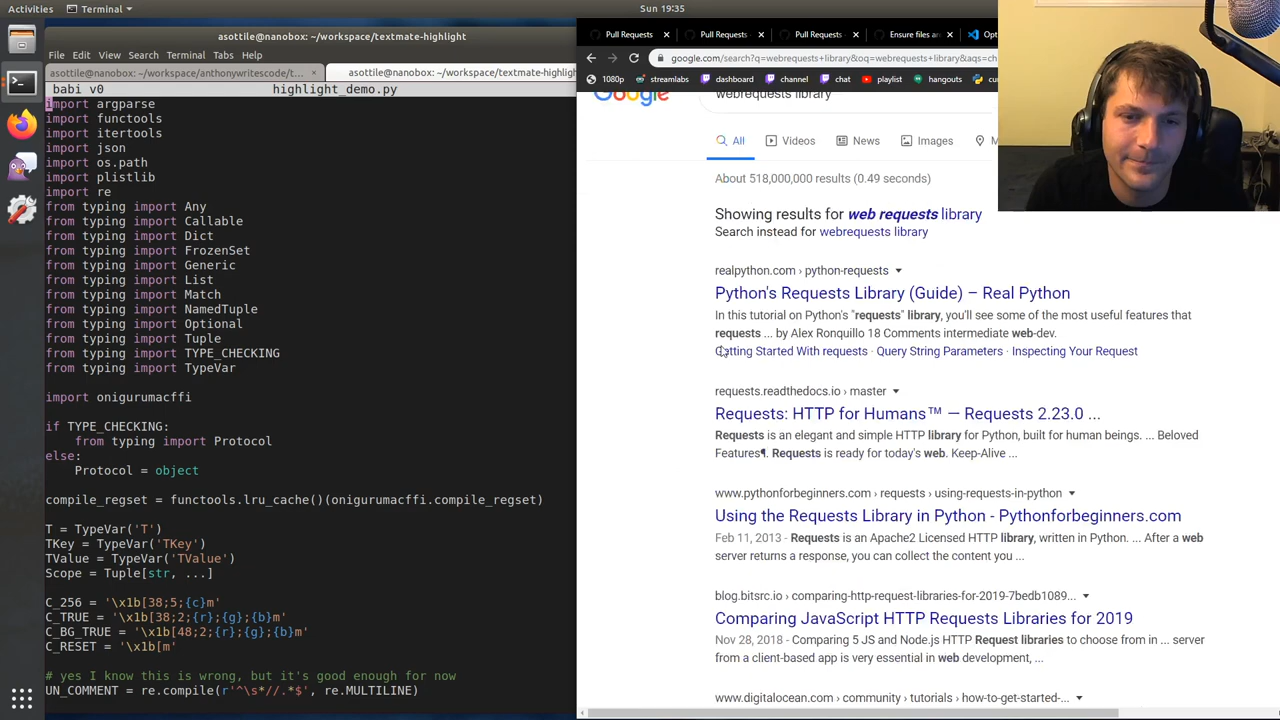 Activities
Terminal
Sun 19:35
asottile@nanobox: ~/workspace/textmate-highlight
File Edit View Search Terminal Tabs Help
asottile@nanobox: ~/workspace/anthonywritescode/t...
asottile@nanobox: ~/workspace/textmate-highlight
babi v0
highlight_demo.py
import argparse
import functools
import itertools
import json
import os.path
import plistlib
import re
from typing import Any
from typing import Callable
from typing import Dict
from typing import FrozenSet
from typing import Generic
from typing import List
from typing import Match
from typing import NamedTuple
from typing import Optional
from typing import Tuple
from typing import TYPE_CHECKING
from typing import TypeVar
import onigurumacffi
if TYPE_CHECKING:
from typing import Protocol
else:
Protocol = object
compile_regset = functools.lru_cache()(onigurumacffi.compile_regset)
T = TypeVar('T')
TKey = TypeVar('TKey')
TValue = TypeVar('TValue')
Scope = Tuple[str, ...]
C_256 = '\x1b[38;5;{c}m'
C_TRUE = '\x1b[38;2;{r};{g};{b}m'
C_BG_TRUE = '\x1b[48;2;{r};{g};{b}m'
C_RESET = '\x1b[m'
# yes I know this is wrong, but it's good enough for now
UN_COMMENT = re.compile(r'^\s*//.*$', re.MULTILINE)
Pull Requests
Pull Requests
Pull Requests
Ensure files an
Opt
google.com/search?q=webrequests+library&oq=webrequests+library&aqs=ch
1080p
streamlabs
dashboard
channel
chat
playlog
hangouts
cur
Google
webrequests library
All
Videos
News
Images
M
About 518,000,000 results (0.49 seconds)
Showing results for web requests library
Search instead for webrequests library
realpython.com › python-requests
Python's Requests Library (Guide) – Real Python
In this tutorial on Python's "requests" library, you'll see some of the most useful features that
requests ... by Alex Ronquillo 18 Comments intermediate web-dev.
Getting Started With requests · Query String Parameters · Inspecting Your Request
requests.readthedocs.io › master
Requests: HTTP for Humans™ — Requests 2.23.0 ...
Requests is an elegant and simple HTTP library for Python, built for human beings. ... Beloved
Features¶. Requests is ready for today's web. Keep-Alive ...
www.pythonforbeginners.com › requests › using-requests-in-python
Using the Requests Library in Python - Pythonforbeginners.com
Feb 11, 2013 - Requests is an Apache2 Licensed HTTP library, written in Python. ... After a web
server returns a response, you can collect the content you ...
blog.bitsrc.io › comparing-http-request-libraries-for-2019-7bedb1089...
Comparing JavaScript HTTP Requests Libraries for 2019
Nov 28, 2018 - Comparing 5 JS and Node.js HTTP Request libraries to choose from in ... server
from a client-based app is very essential in web development, ...
www.digitalocean.com › community › tutorials › how-to-get-started-...